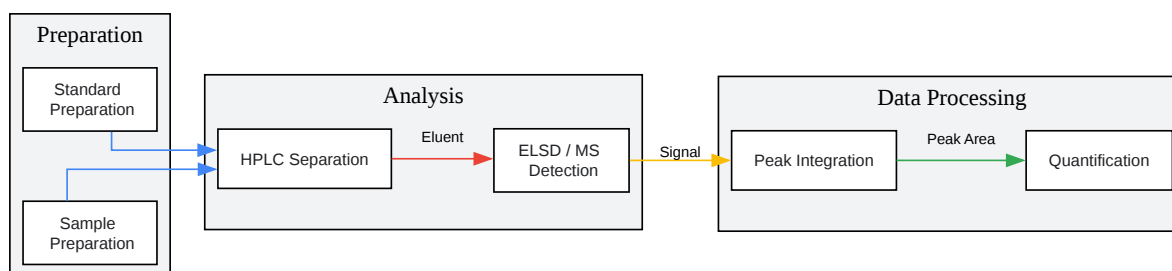 Preparation
Standard
Preparation
Sample
Preparation
Analysis
HPLC Separation
Eluent
ELSD / MS
Detection
Signal
Data Processing
Peak Integration
Peak Area
Quantification